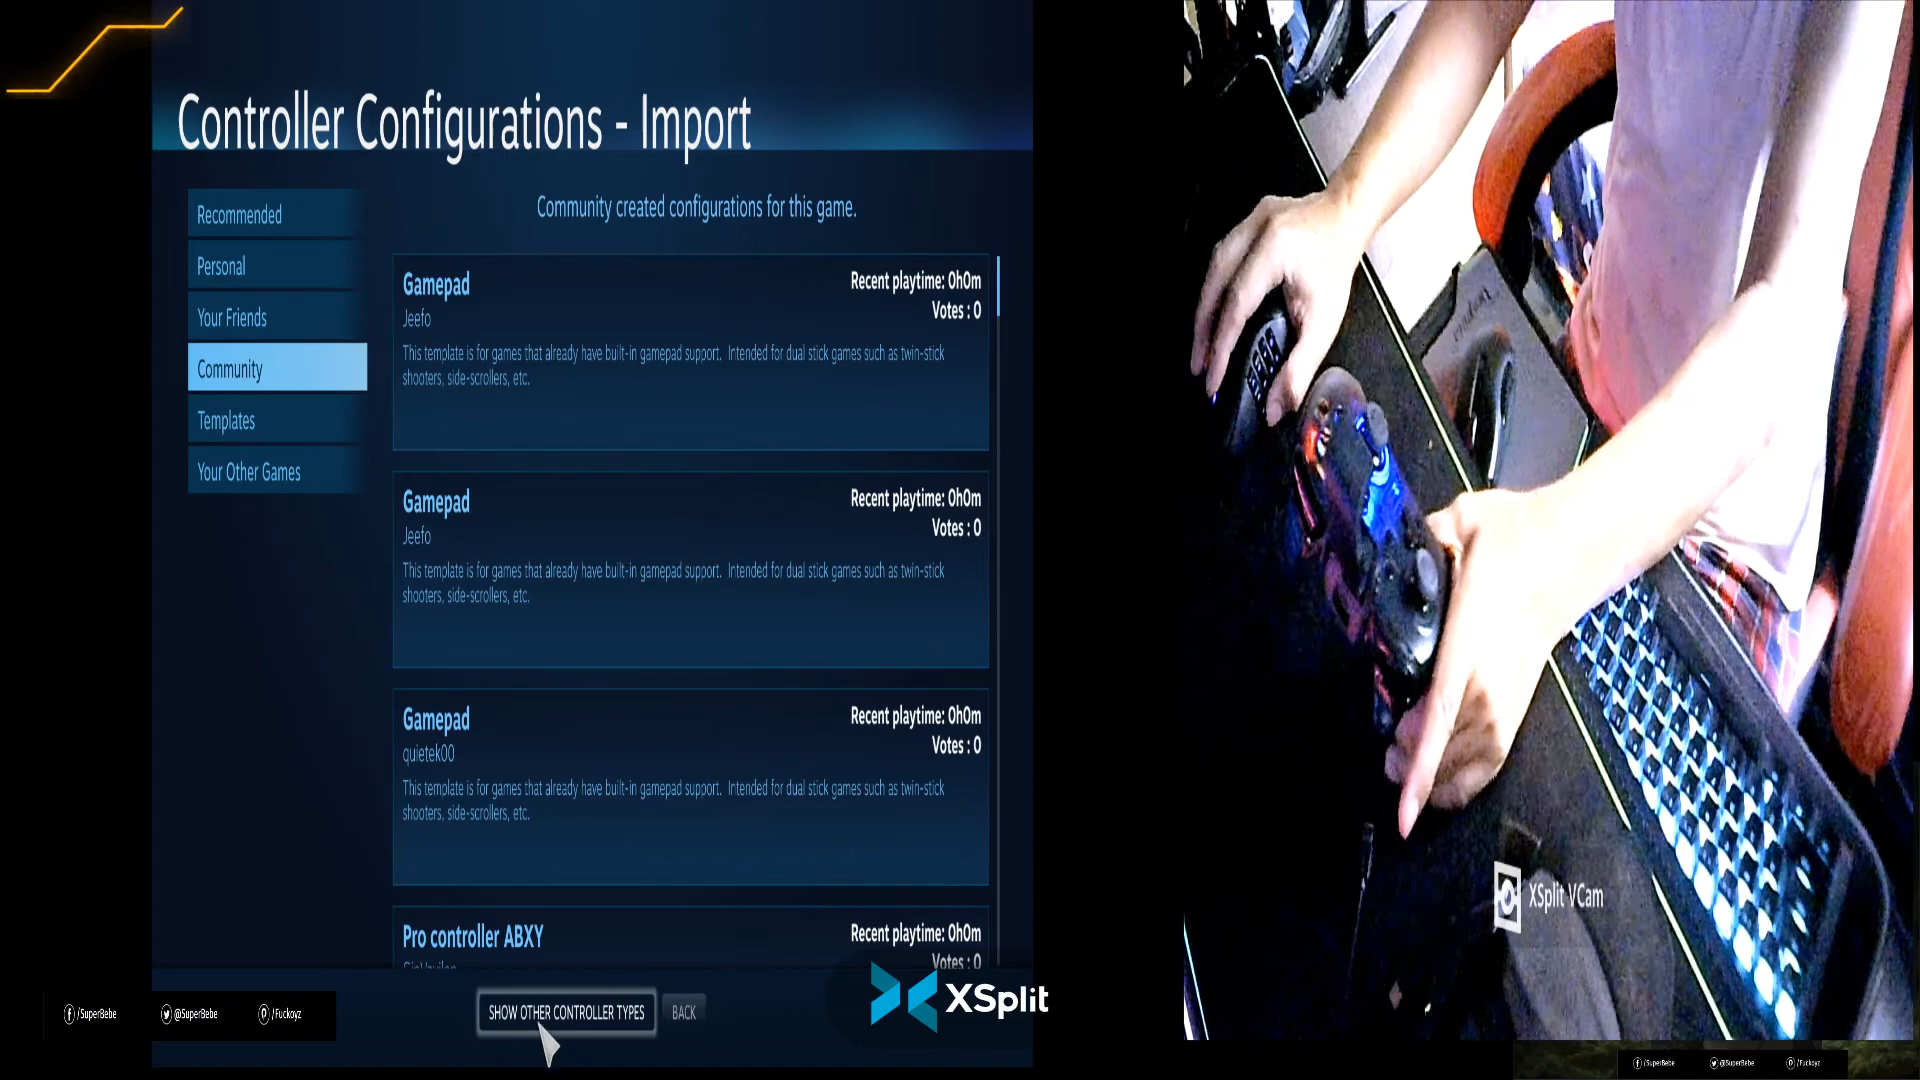 Controller Configurations - Import
Recommended
Personal
Your Friends
Community
Templates
Your Other Games
Community created configurations for this game.
Gamepad
Recent playtime: 0h0m
Jeefo
Votes : 0
This template is for games that already have built-in gamepad support. Intended for dual stick games such as twin-stick
shooters, side-scrollers, etc.
Gamepad
Recent playtime: 0h0m
Jeefo
Votes : 0
This template is for games that already have built-in gamepad support. Intended for dual stick games such as twin-stick
shooters, side-scrollers, etc.
Gamepad
Recent playtime: 0h0m
quietek00
Votes : 0
This template is for games that already have built-in gamepad support. Intended for dual stick games such as twin-stick
shooters, side-scrollers, etc.
Pro controller ABXY
Recent playtime: 0h0m
Votes : 0
SHOW OTHER CONTROLLER TYPES
BACK
XSplit
/SuperBebe
@SuperBebe
/Fuckoyz
XSplit VCam
/SuperBebe
@SuperBebe
/Fuckoyz